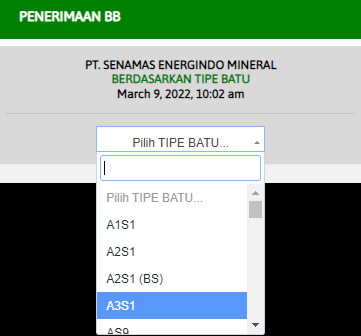 PENERIMAAN BB
PT. SENAMAS ENERGINDO MINERAL
BERDASARKAN TIPE BATU
March 9, 2022, 10:02 am
Pilih TIPE BATU...
Pilih TIPE BATU...
A1S1
A2S1
A2S1 (BS)
A3S1
AS9